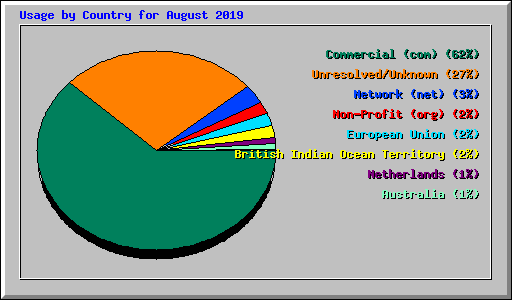 Usage by Country for August 2019
Commercial (com) (62%)
Unresolved/Unknown (27%)
Network (net) (3%)
Non-Profit (org) (2%)
European Union (2%)
British Indian Ocean Territory (2%)
Netherlands (1%)
Australia (1%)